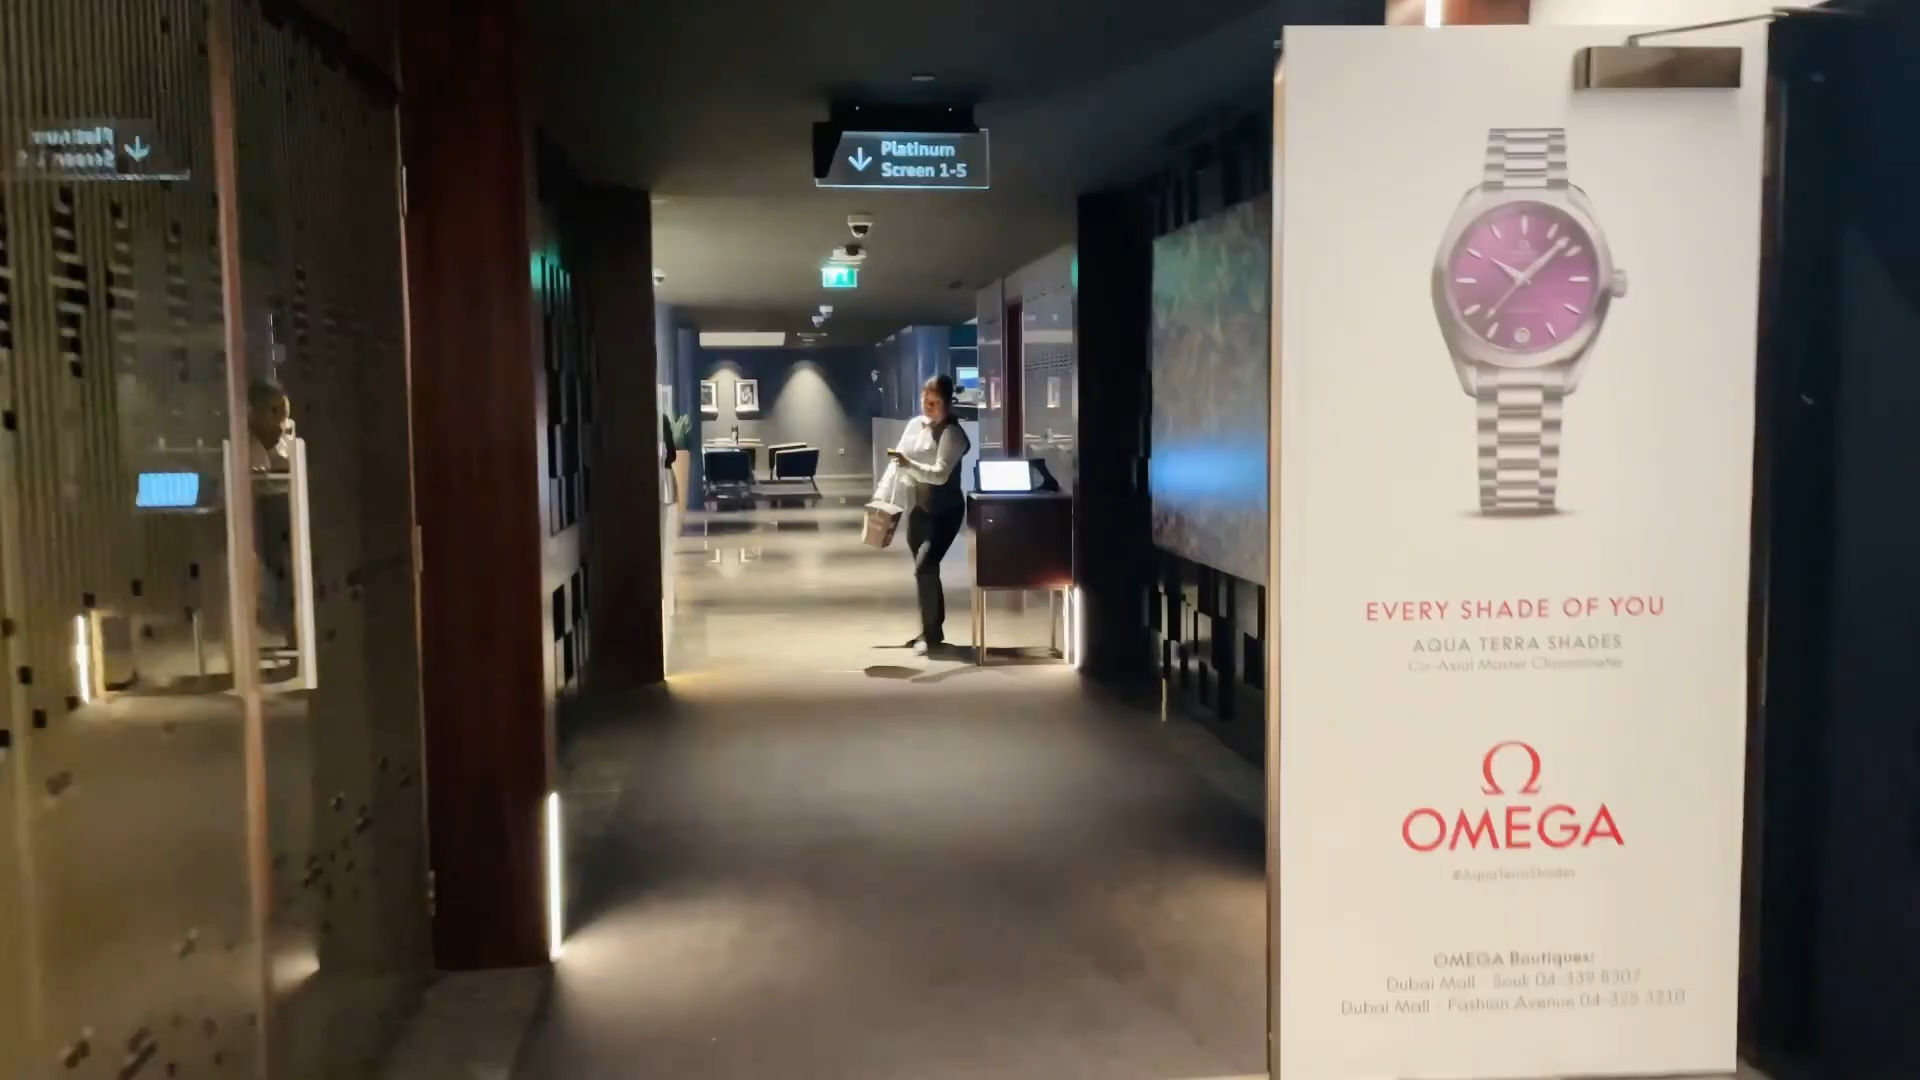 Platinum
Screen 1-5
EVERY SHADE OF YOU
AQUA TERRA SHADES
Co-Axial Master Chronometer
Ω
OMEGA
#AquaTerraShades
OMEGA Boutiques:
Dubai Mall - Souk 04-339 8307
Dubai Mall - Fashion Avenue 04-325 3210